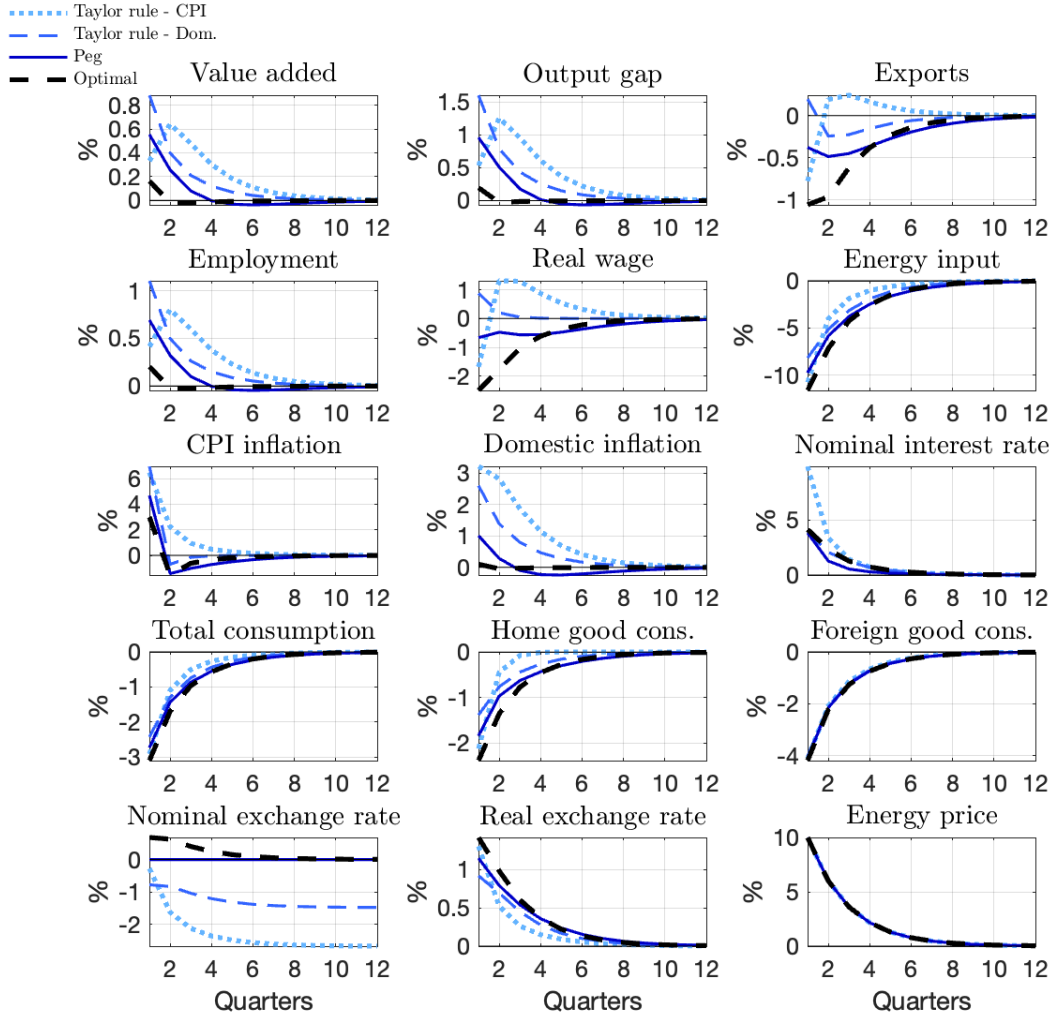 Taylor rule - CPI
Taylor rule - Dom.
Peg
Optimal
Value added
%
0.8
0.6
0.4
0.2
0
2 4 6 8 10 12
Output gap
%
1.5
1
0.5
0
2 4 6 8 10 12
Exports
%
0
-0.5
-1
2 4 6 8 10 12
Employment
%
1
0.5
0
2 4 6 8 10 12
Real wage
%
1
0
-1
-2
2 4 6 8 10 12
Energy input
%
0
-5
-10
2 4 6 8 10 12
CPI inflation
%
6
4
2
0
2 4 6 8 10 12
Domestic inflation
%
3
2
1
0
2 4 6 8 10 12
Nominal interest rate
%
5
0
2 4 6 8 10 12
Total consumption
%
0
-1
-2
-3
2 4 6 8 10 12
Home good cons.
%
0
-1
-2
2 4 6 8 10 12
Foreign good cons.
%
0
-2
-4
2 4 6 8 10 12
Nominal exchange rate
%
0
-1
-2
2 4 6 8 10 12
Quarters
Real exchange rate
%
1
0.5
0
2 4 6 8 10 12
Quarters
Energy price
%
10
5
0
2 4 6 8 10 12
Quarters